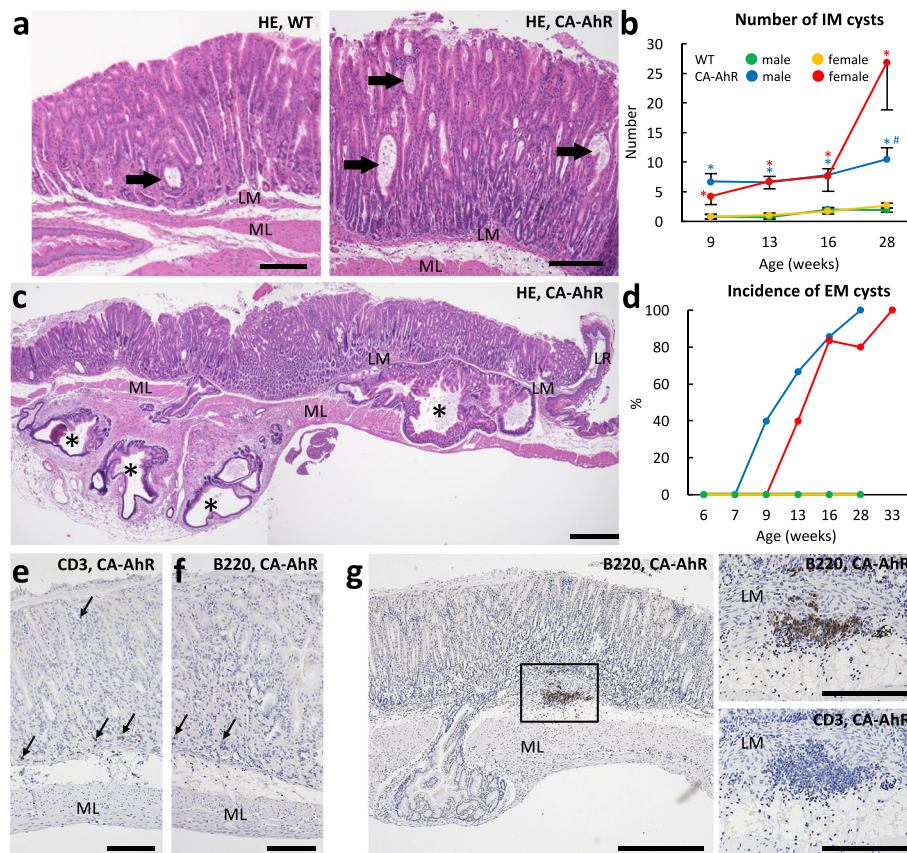 a
HE, WT
LM
ML
HE, CA-AhR
LM
ML
b
Number of IM cysts
Number
30
25
20
15
10
5
0
WT
male
female
CA-AhR
male
female
*
*
*
*
*
*
*
*
#
9
13
16
28
Age (weeks)
c
HE, CA-AhR
LM
LR
ML
LM
ML
*
*
*
*
d
Incidence of EM cysts
%
100
80
60
40
20
0
6
7
9
13
16
28
33
Age (weeks)
e
CD3, CA-AhR
ML
f
B220, CA-AhR
ML
g
B220, CA-AhR
ML
B220, CA-AhR
LM
CD3, CA-AhR
LM